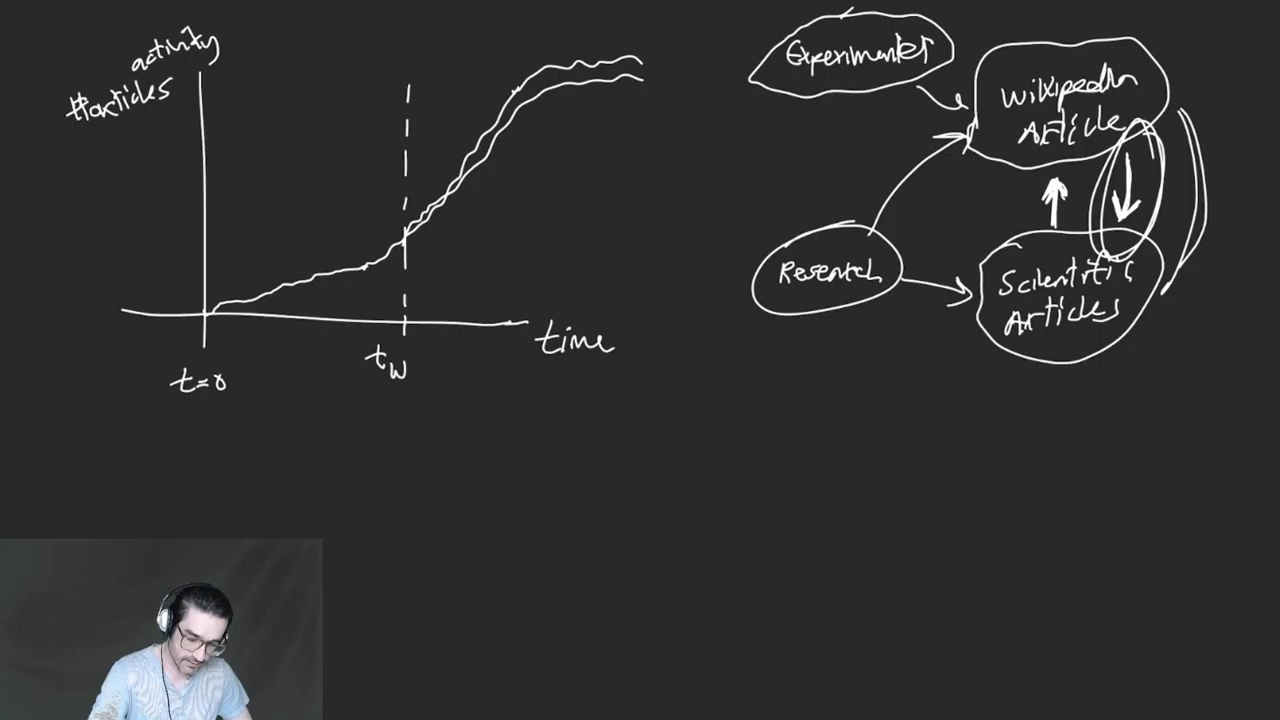 activity
#articles
t=0
tw
time
Experimenter
Wikipedia
Article
Research
Scientific
Articles